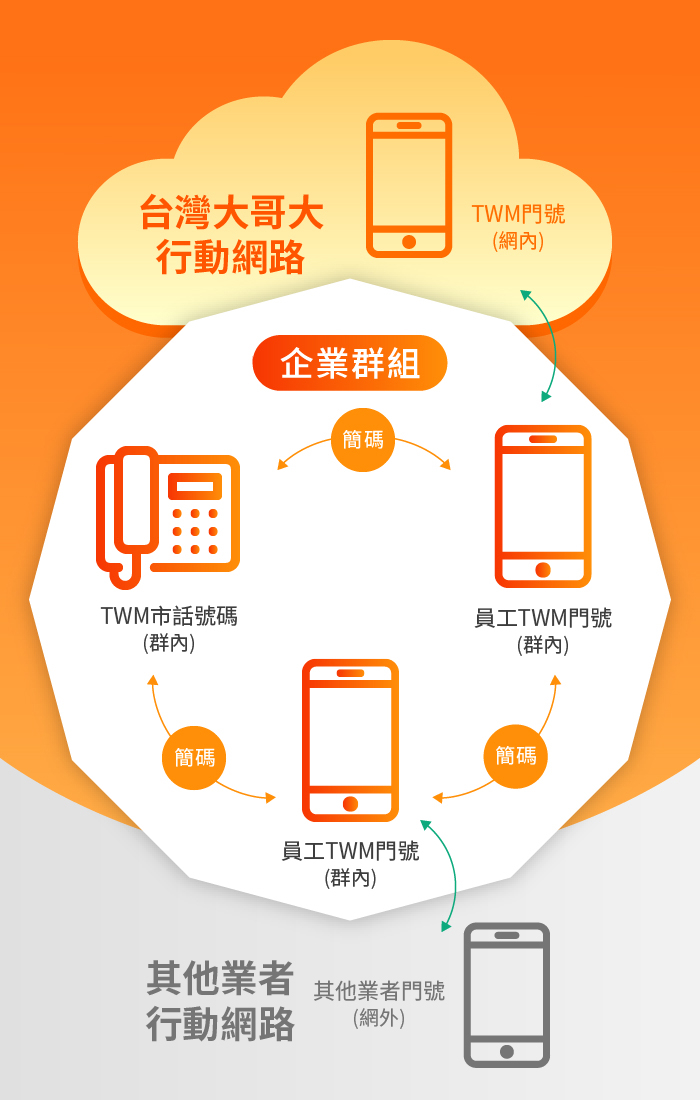 台灣大哥大
行動網路
TWM門號
(網內)
企業群組
簡碼
TWM市話號碼
(群內)
員工TWM門號
(群內)
簡碼
簡碼
員工TWM門號
(群內)
其他業者
行動網路
其他業者門號
(網外)